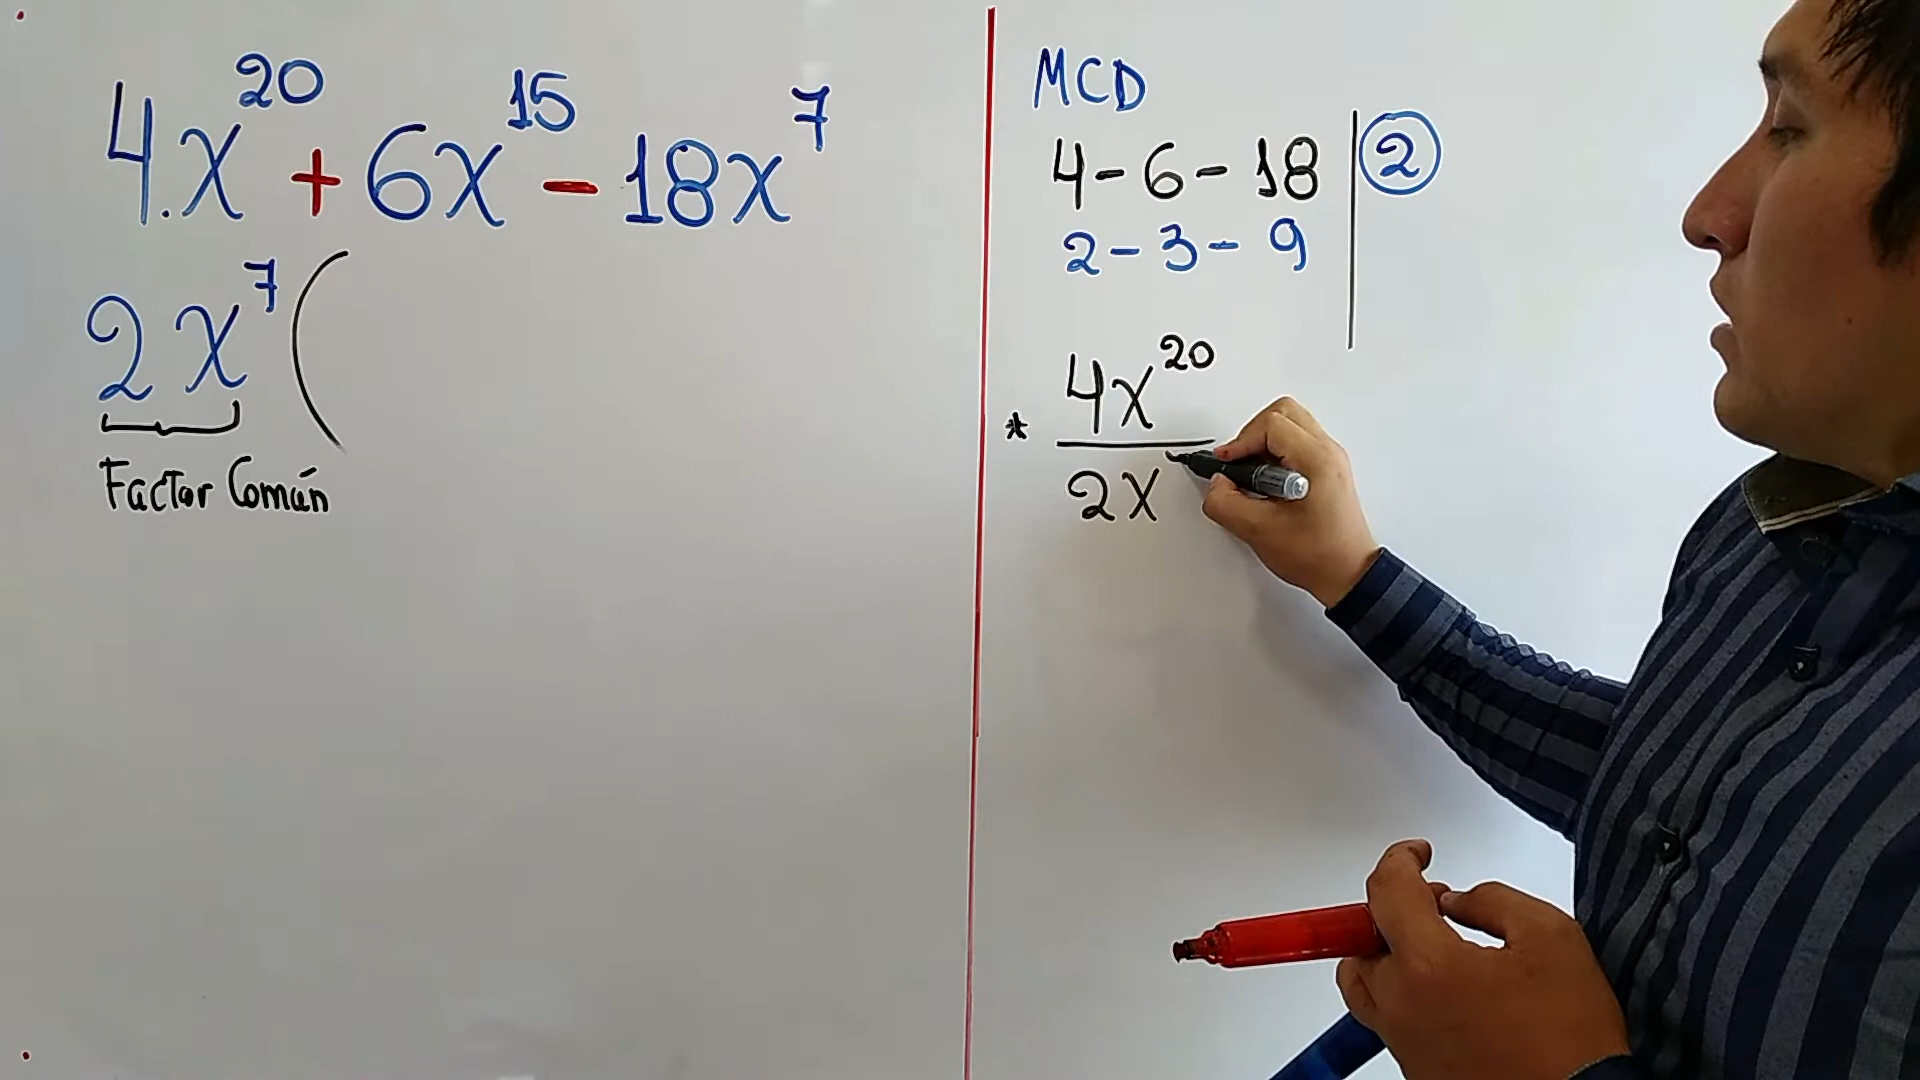 4.x²⁰ + 6x¹⁵ - 18x⁷
2x⁷(
Factor Común
MCD
4 - 6 - 18 | ②
2 - 3 - 9
* 4x²⁰
2x